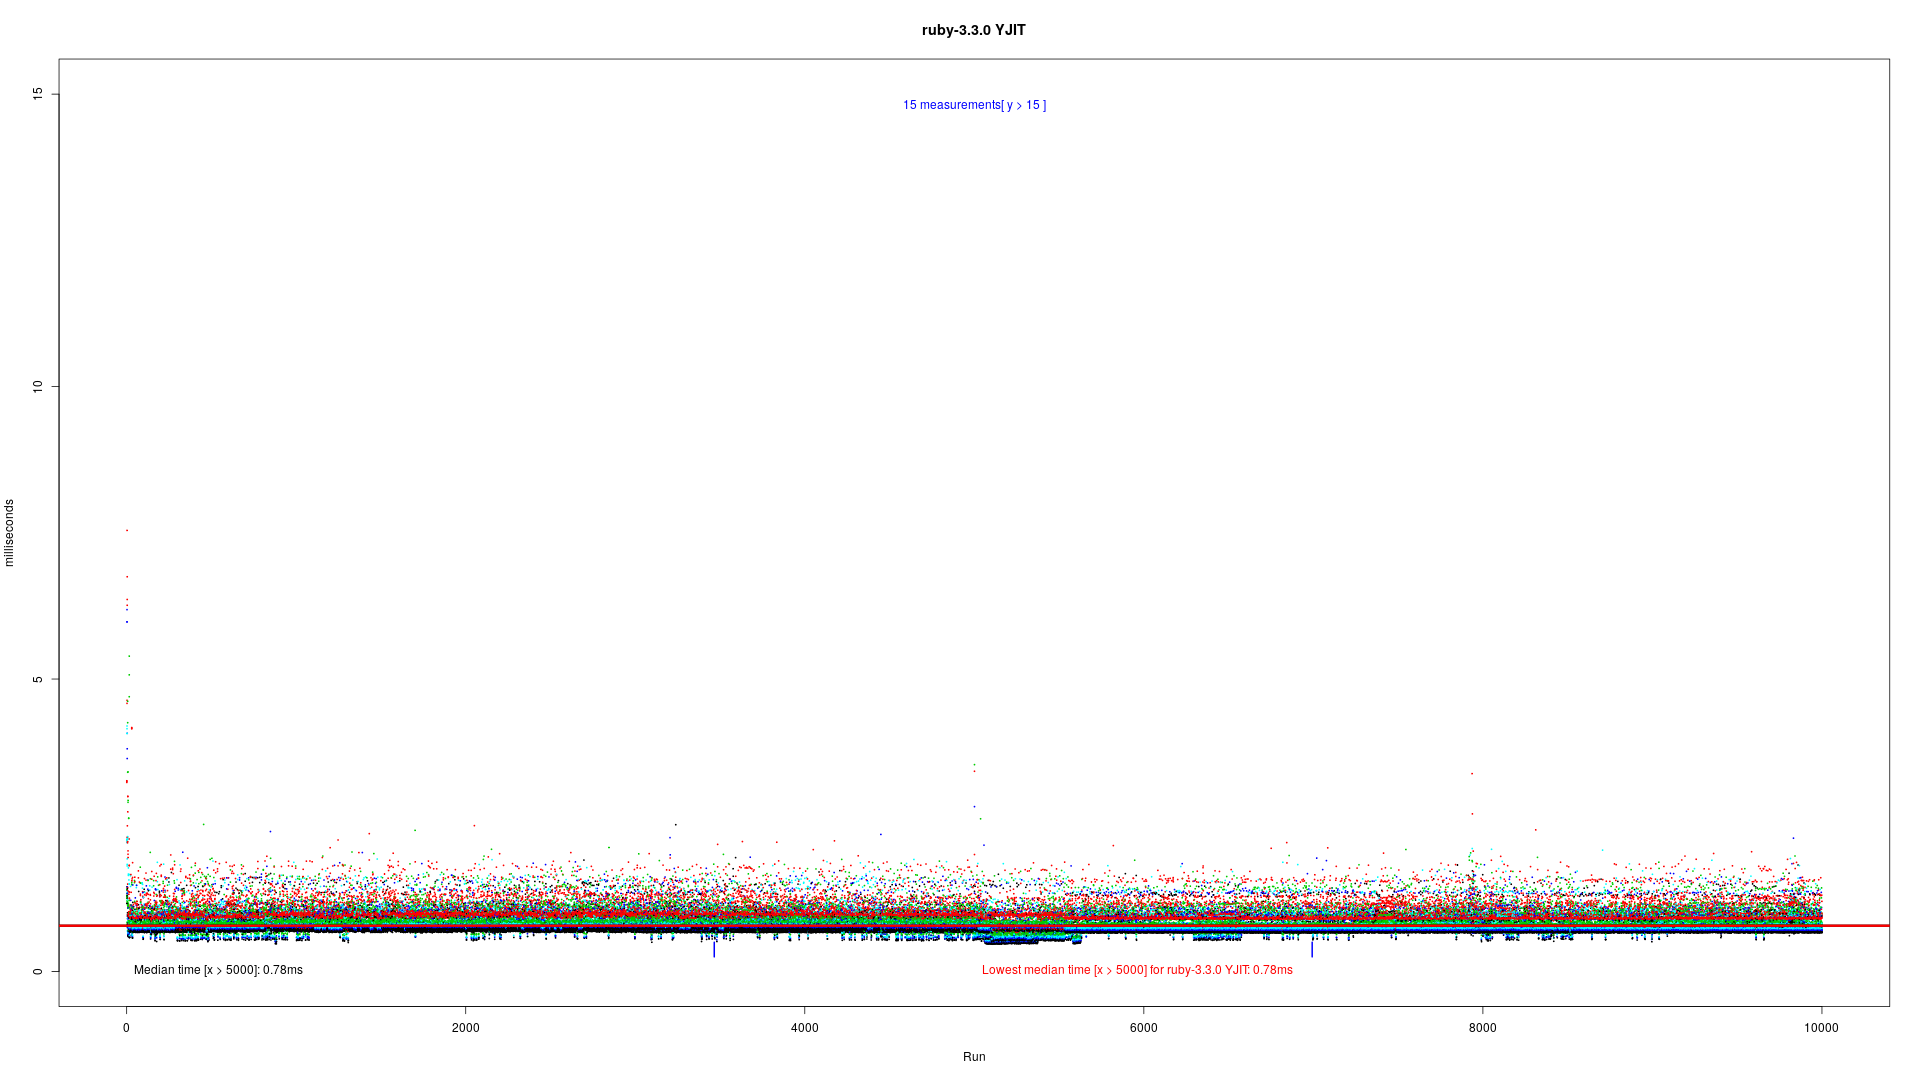 ruby-3.3.0 YJIT
15 measurements[ y > 15 ]
15
10
5
0
milliseconds
Median time [x > 5000]: 0.78ms
Lowest median time [x > 5000] for ruby-3.3.0 YJIT: 0.78ms
0 2000 4000 6000 8000 10000
Run